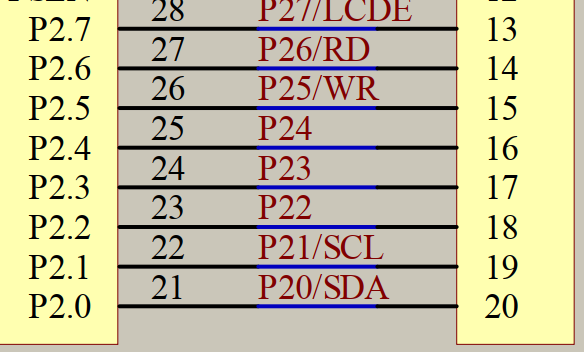 28 P27/LCDE
P2.7 13
27 P26/RD
P2.6 14
26 P25/WR
P2.5 15
25 P24
P2.4 16
24 P23
P2.3 17
23 P22
P2.2 18
22 P21/SCL
P2.1 19
21 P20/SDA
P2.0 20